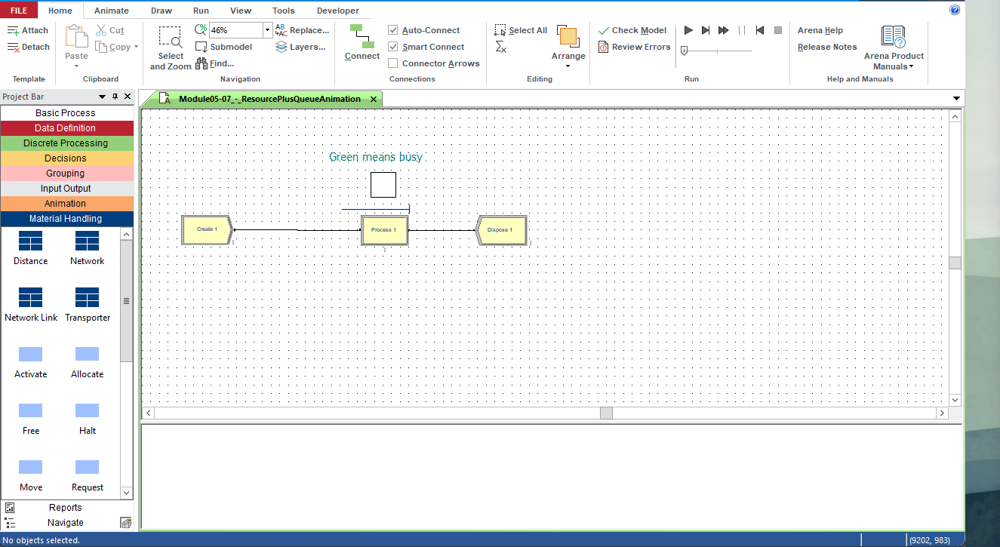 FILE Home Animate Draw Run View Tools Developer
Attach
Detach
Template
Paste
Cut
Copy
Clipboard
Select
and Zoom
46%
Submodel
Find...
Replace...
Layers...
Navigation
Connect
Auto-Connect
Smart Connect
Connector Arrows
Connections
Select All
Arrange
Editing
Check Model
Review Errors
Run
Arena Help
Release Notes
Arena Product
Manuals
Help and Manuals
Project Bar
Basic Process
Data Definition
Discrete Processing
Decisions
Grouping
Input Output
Animation
Material Handling
Distance Network
Network Link Transporter
Activate Allocate
Free Halt
Move Request
Reports
Navigate
Module05-07_-_ResourcePlusQueueAnimation
Green means busy
Create 1 Process 1 Dispose 1
No objects selected.
(9202, 983)